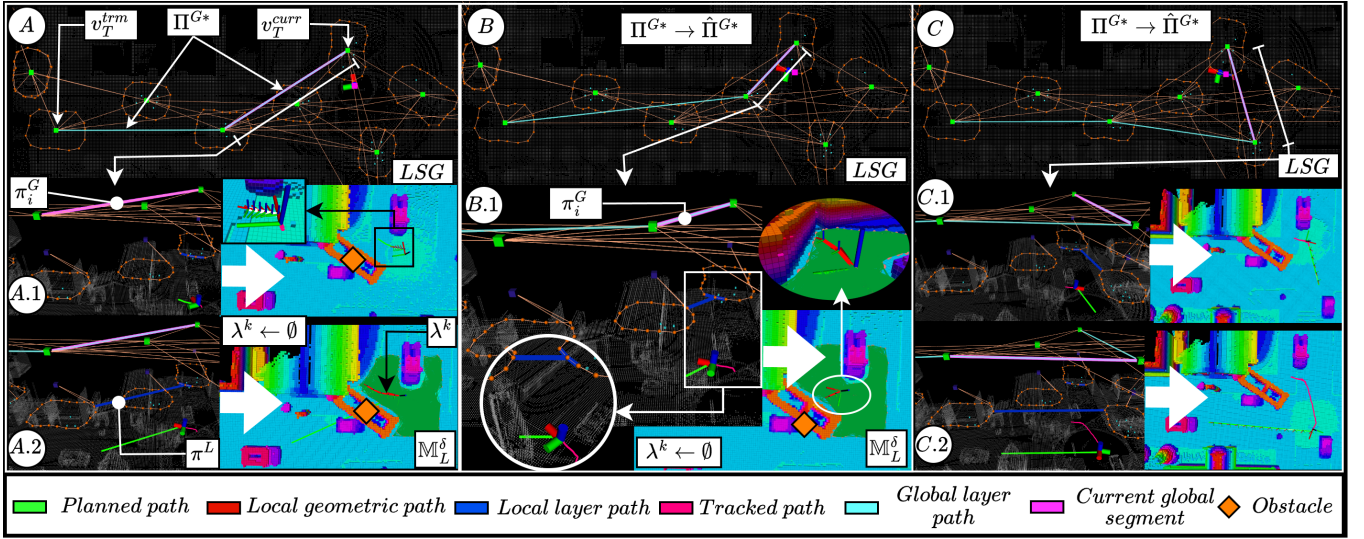 A
v_T^{trm}
Π^{G*}
v_T^{curr}
LSG
B
Π^{G*} → Π̂^{G*}
LSG
C
Π^{G*} → Π̂^{G*}
LSG
π_i^G
A.1
λ^k ← ∅
λ^k
A.2
π^L
𝕄_L^δ
B.1
π_i^G
λ^k ← ∅
𝕄_L^δ
C.1
C.2
Planned path
Local geometric path
Local layer path
Tracked path
Global layer
path
Current global
segment
Obstacle